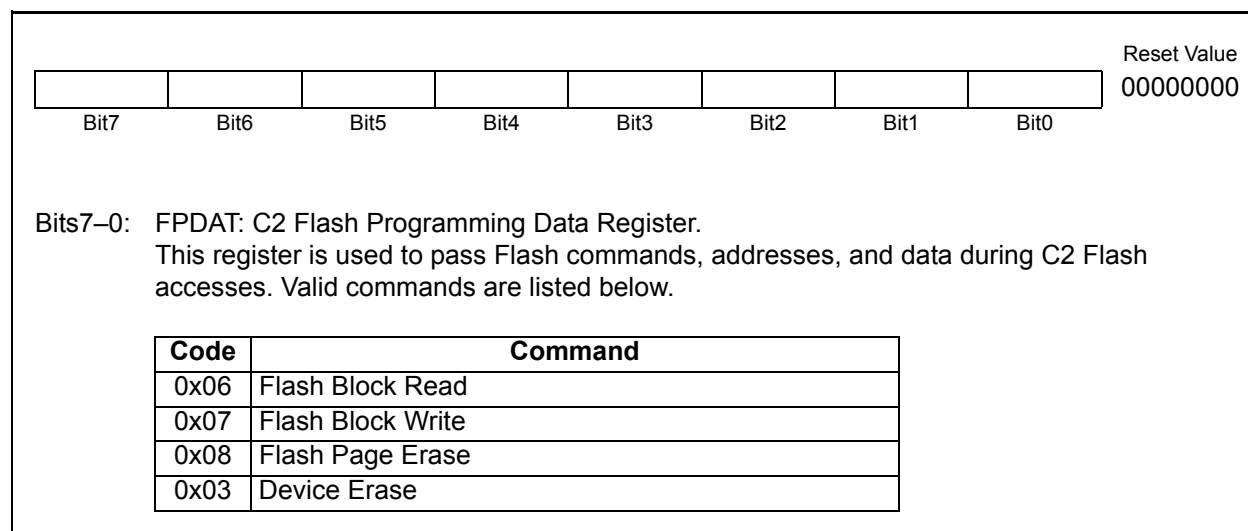 Reset Value
00000000
Bit7 Bit6 Bit5 Bit4 Bit3 Bit2 Bit1 Bit0
Bits7–0: FPDAT: C2 Flash Programming Data Register.
This register is used to pass Flash commands, addresses, and data during C2 Flash
accesses. Valid commands are listed below.
Code Command
0x06 Flash Block Read
0x07 Flash Block Write
0x08 Flash Page Erase
0x03 Device Erase